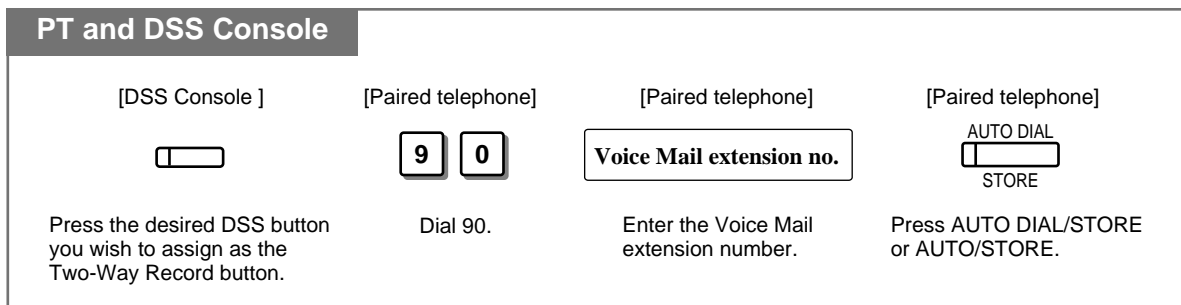 PT and DSS Console
[DSS Console ]
[Paired telephone]
[Paired telephone]
[Paired telephone]
9 0
Voice Mail extension no.
AUTO DIAL
STORE
Press the desired DSS button
you wish to assign as the
Two-Way Record button.
Dial 90.
Enter the Voice Mail
extension number.
Press AUTO DIAL/STORE
or AUTO/STORE.